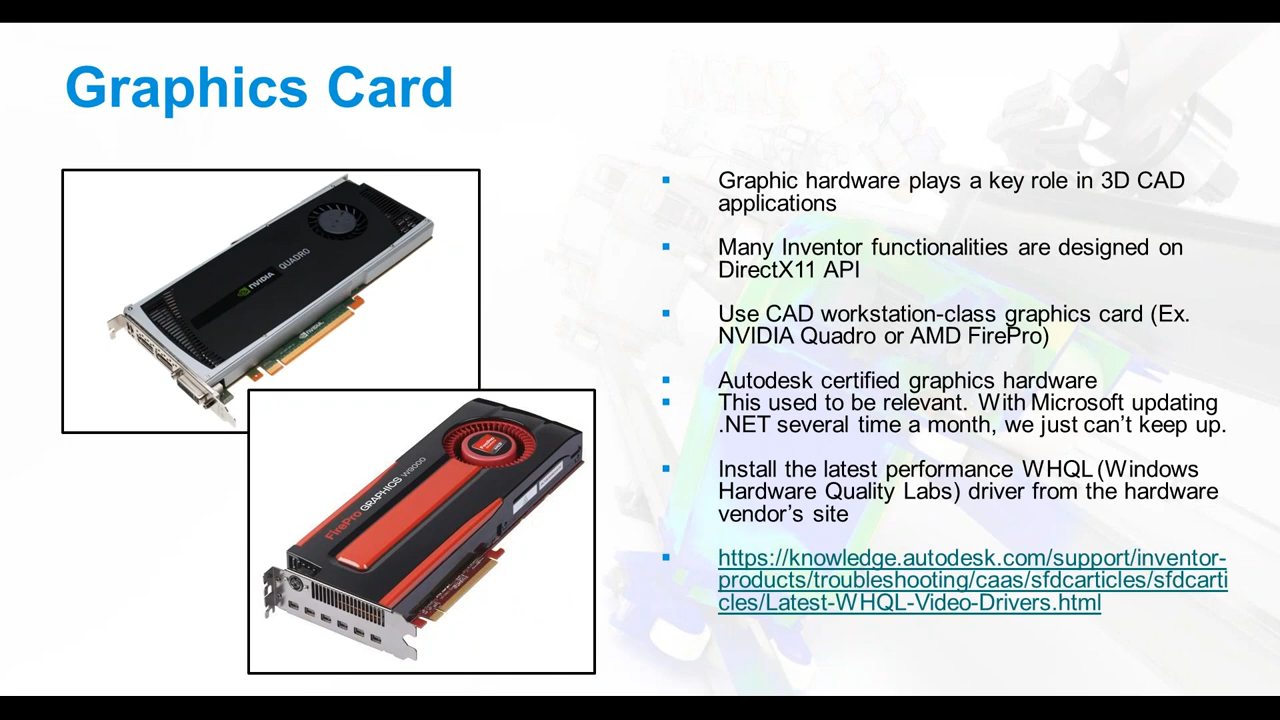 Graphics Card
NVIDIA QUADRO
NVIDIA
FirePro GRAPHICS W9000
Graphic hardware plays a key role in 3D CAD
applications
Many Inventor functionalities are designed on
DirectX11 API
Use CAD workstation-class graphics card (Ex.
NVIDIA Quadro or AMD FirePro)
Autodesk certified graphics hardware
This used to be relevant. With Microsoft updating
.NET several time a month, we just can’t keep up.
Install the latest performance WHQL (Windows
Hardware Quality Labs) driver from the hardware
vendor’s site
https://knowledge.autodesk.com/support/inventor-
products/troubleshooting/caas/sfdcarticles/sfdcarti
cles/Latest-WHQL-Video-Drivers.html